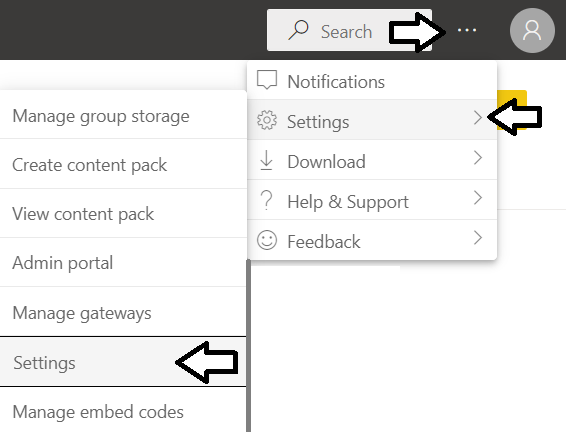 Search
Notifications
Settings
Download
Help & Support
Feedback
Manage group storage
Create content pack
View content pack
Admin portal
Manage gateways
Settings
Manage embed codes